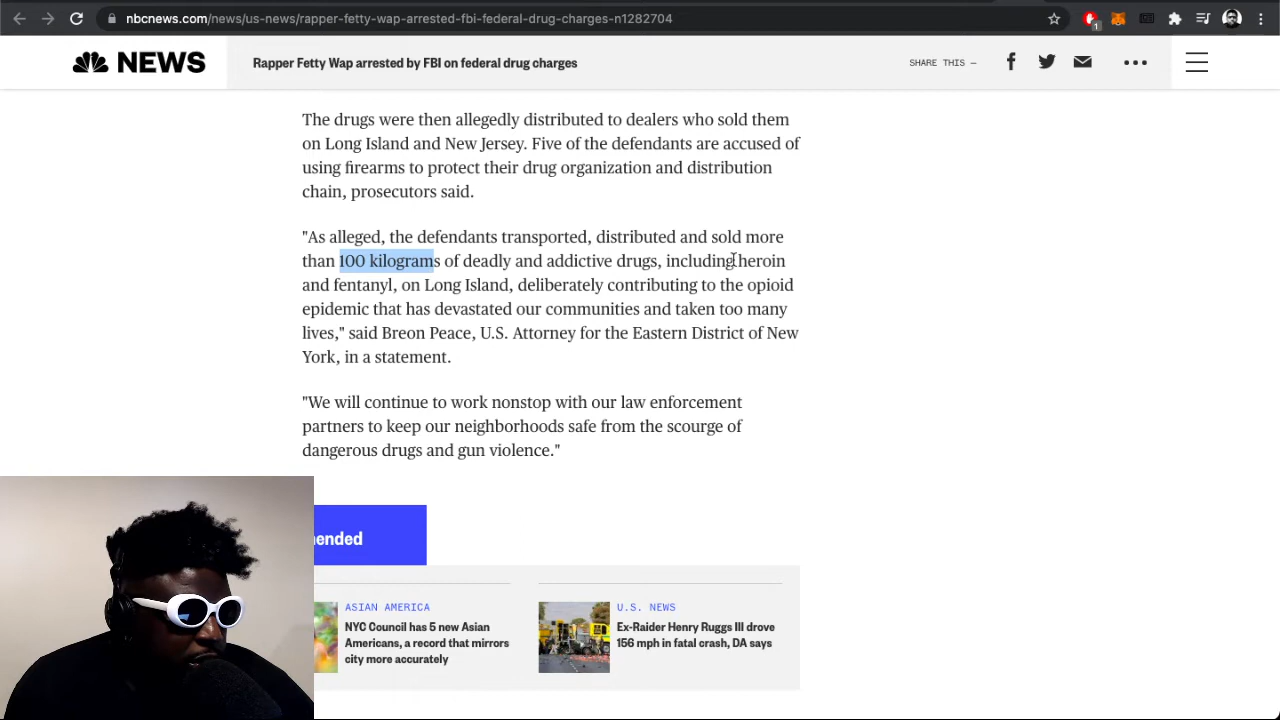 nbcnews.com/news/us-news/rapper-fetty-wap-arrested-fbi-federal-drug-charges-n1282704
1
NEWS
Rapper Fetty Wap arrested by FBI on federal drug charges
SHARE THIS —
The drugs were then allegedly distributed to dealers who sold them
on Long Island and New Jersey. Five of the defendants are accused of
using firearms to protect their drug organization and distribution
chain, prosecutors said.
"As alleged, the defendants transported, distributed and sold more
than 100 kilograms of deadly and addictive drugs, including heroin
and fentanyl, on Long Island, deliberately contributing to the opioid
epidemic that has devastated our communities and taken too many
lives," said Breon Peace, U.S. Attorney for the Eastern District of New
York, in a statement.
"We will continue to work nonstop with our law enforcement
partners to keep our neighborhoods safe from the scourge of
dangerous drugs and gun violence."
ended
ASIAN AMERICA
NYC Council has 5 new Asian
Americans, a record that mirrors
city more accurately
U.S. NEWS
Ex-Raider Henry Ruggs III drove
156 mph in fatal crash, DA says